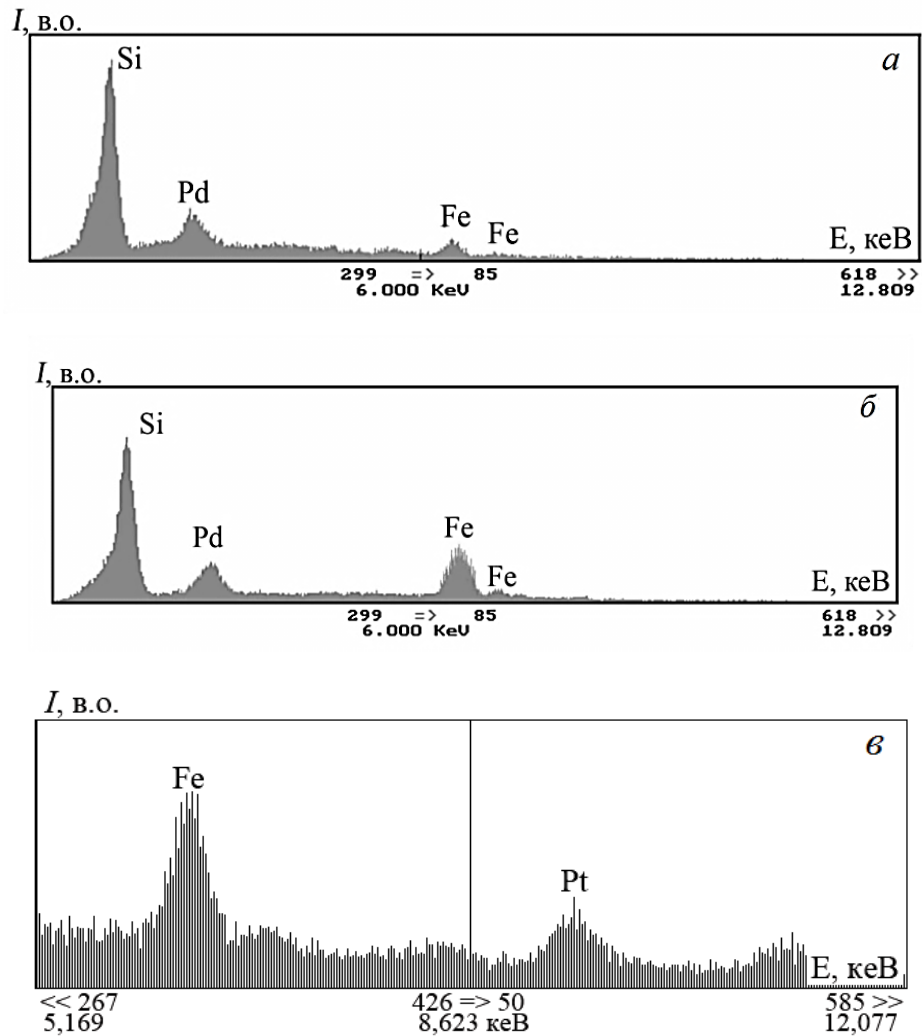 I, в.о.
а
Si
Pd
Fe
Fe
E, кеВ
299 => 85 618 >>
6.000 KeV 12.809
I, в.о.
б
Si
Pd
Fe
Fe
E, кеВ
299 => 85 618 >>
6.000 KeV 12.809
I, в.о.
в
Fe
Pt
E, кеВ
<< 267 426 => 50 585 >>
5,169 8,623 кеВ 12,077